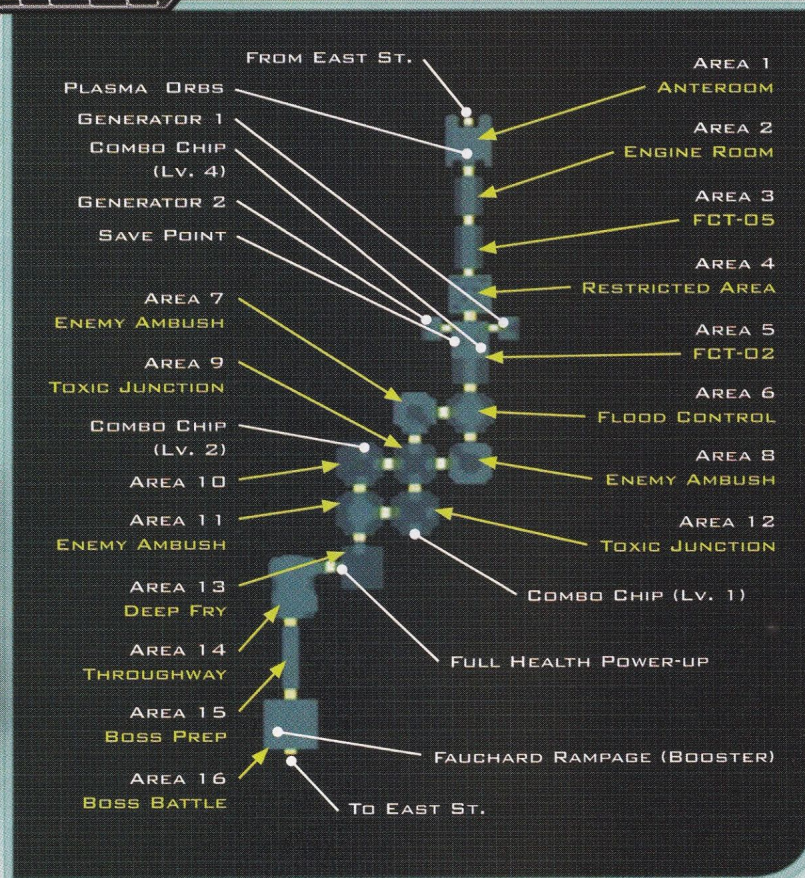 From East St.
Plasma Orbs
Generator 1
Combo Chip
(Lv. 4)
Generator 2
Save Point
Area 7
Enemy Ambush
Area 9
Toxic Junction
Combo Chip
(Lv. 2)
Area 10
Area 11
Enemy Ambush
Area 13
Deep Fry
Area 14
Throughway
Area 15
Boss Prep
Area 16
Boss Battle
Area 1
Anteroom
Area 2
Engine Room
Area 3
FCT-05
Area 4
Restricted Area
Area 5
FCT-02
Area 6
Flood Control
Area 8
Enemy Ambush
Area 12
Toxic Junction
Combo Chip (Lv. 1)
Full Health Power-up
Fauchard Rampage (Booster)
To East St.